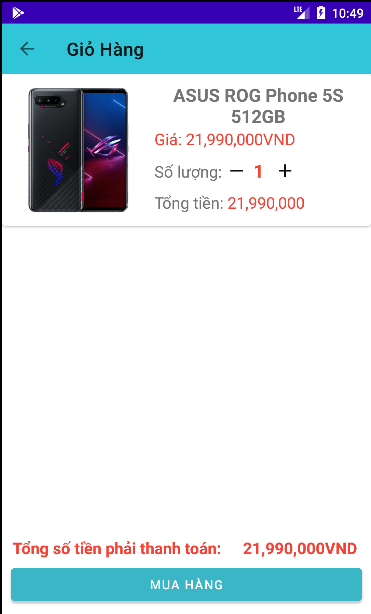 LTE 10:49
Giỏ Hàng
ASUS ROG Phone 5S
512GB
Giá: 21,990,000VND
Số lượng: — 1 +
Tổng tiền: 21,990,000
Tổng số tiền phải thanh toán: 21,990,000VND
MUA HÀNG